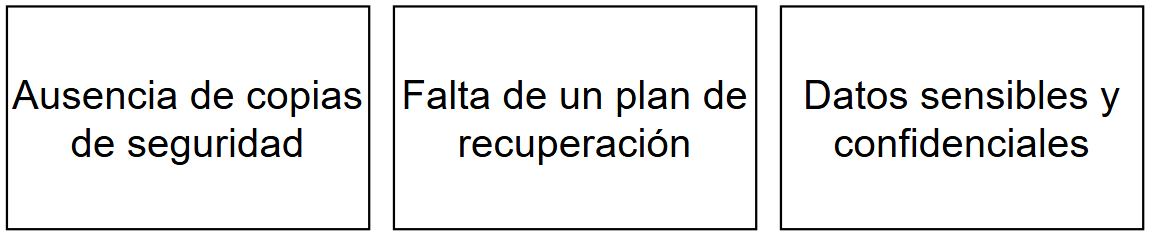 Ausencia de copias
de seguridad
Falta de un plan de
recuperación
Datos sensibles y
confidenciales